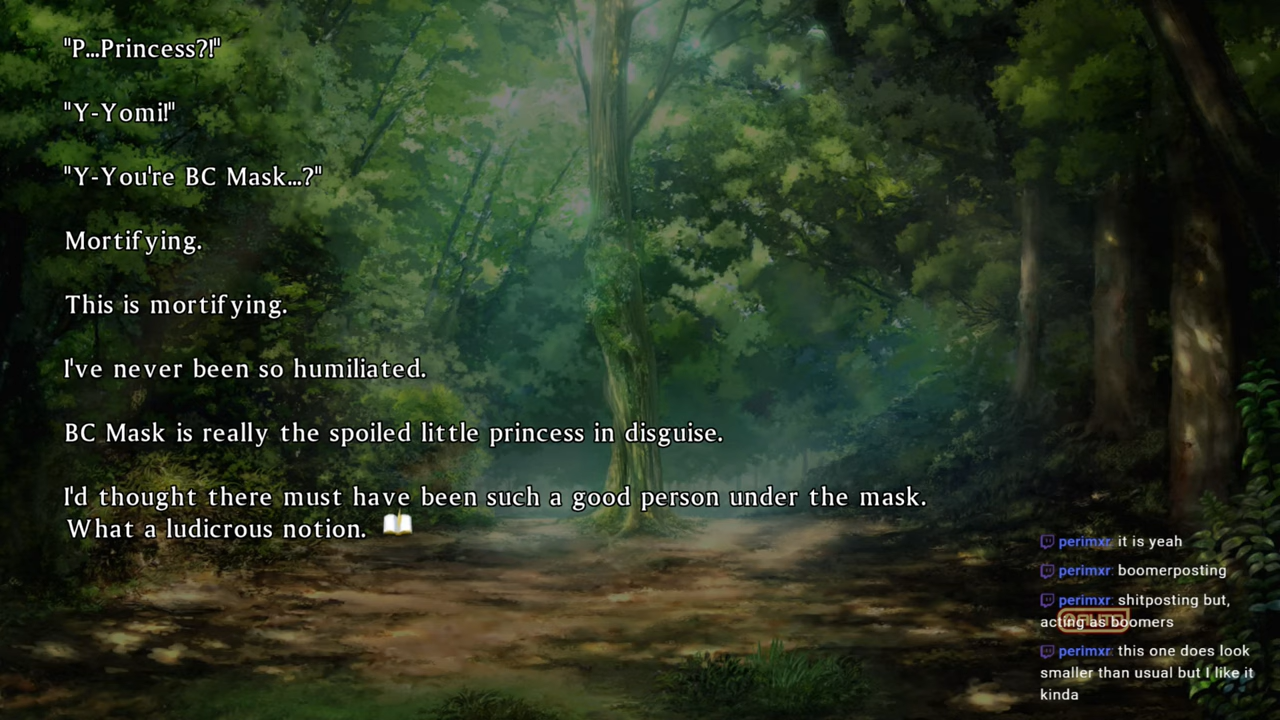 "P...Princess?!"
"Y-Yomi!"
"Y-You're BC Mask...?"
Mortifying.
This is mortifying.
I've never been so humiliated.
BC Mask is really the spoiled little princess in disguise.
I'd thought there must have been such a good person under the mask.
What a ludicrous notion.
perimxr: it is yeah
perimxr: boomerposting
perimxr: shitposting but,
acting as boomers
perimxr: this one does look
smaller than usual but I like it
kinda